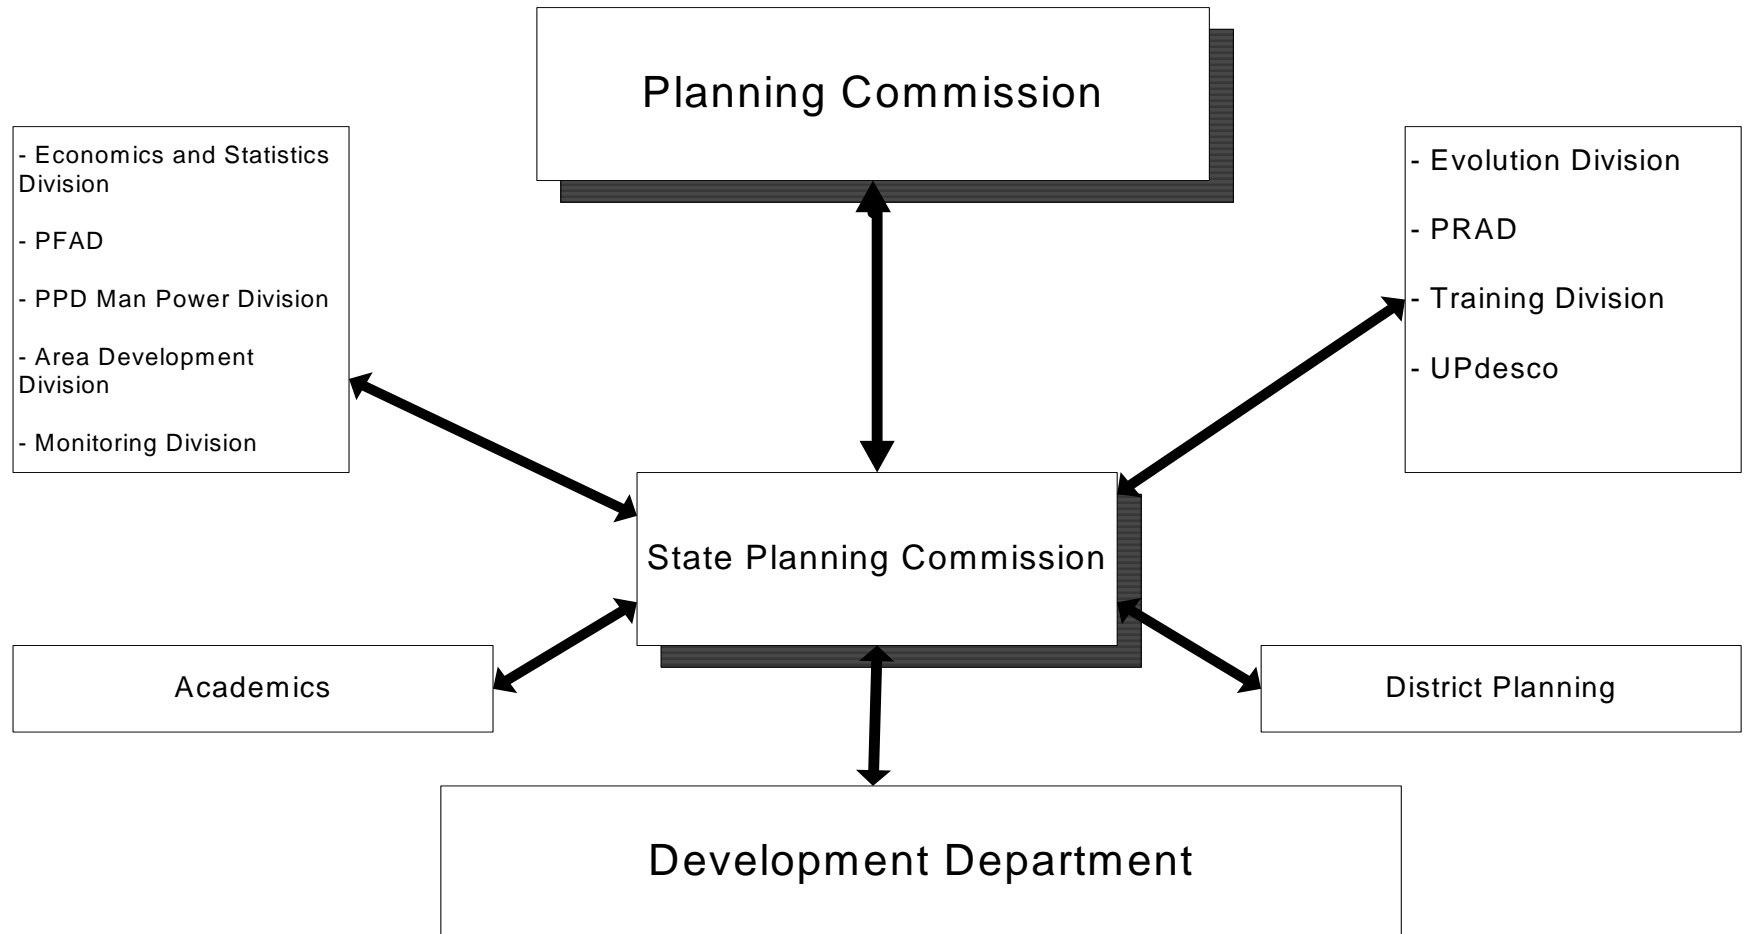 Planning Commission
- Economics and Statistics
Division
- PFAD
- PPD Man Power Division
- Area Development
Division
- Monitoring Division
- Evolution Division
- PRAD
- Training Division
- UPdesco
State Planning Commission
Academics
District Planning
Development Department